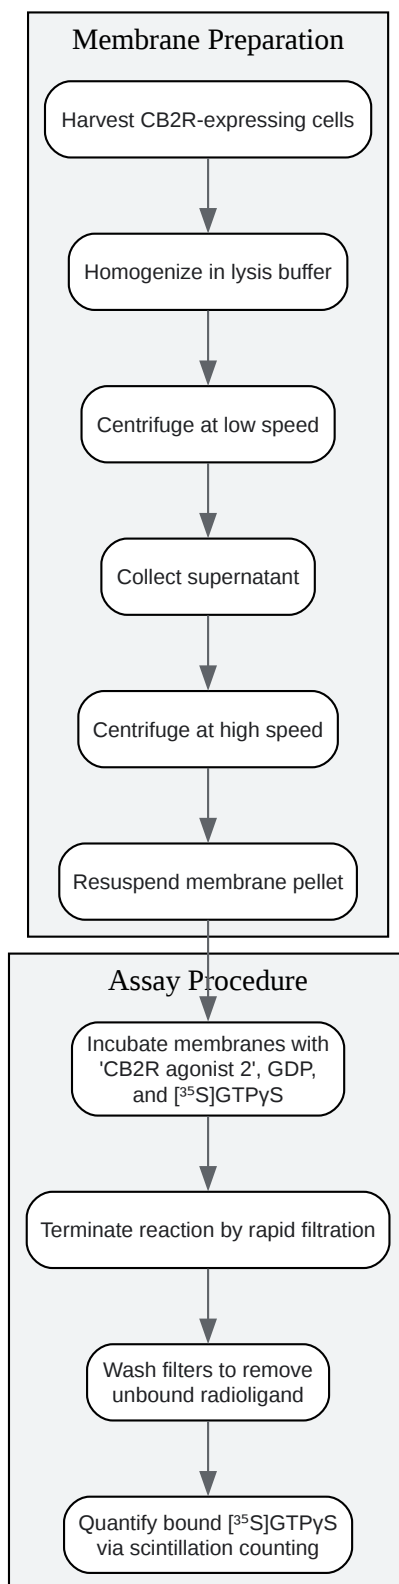 Membrane Preparation
Harvest CB2R-expressing cells
Homogenize in lysis buffer
Centrifuge at low speed
Collect supernatant
Centrifuge at high speed
Resuspend membrane pellet
Assay Procedure
Incubate membranes with
'CB2R agonist 2', GDP,
and [³⁵S]GTPγS
Terminate reaction by rapid filtration
Wash filters to remove
unbound radioligand
Quantify bound [³⁵S]GTPγS
via scintillation counting